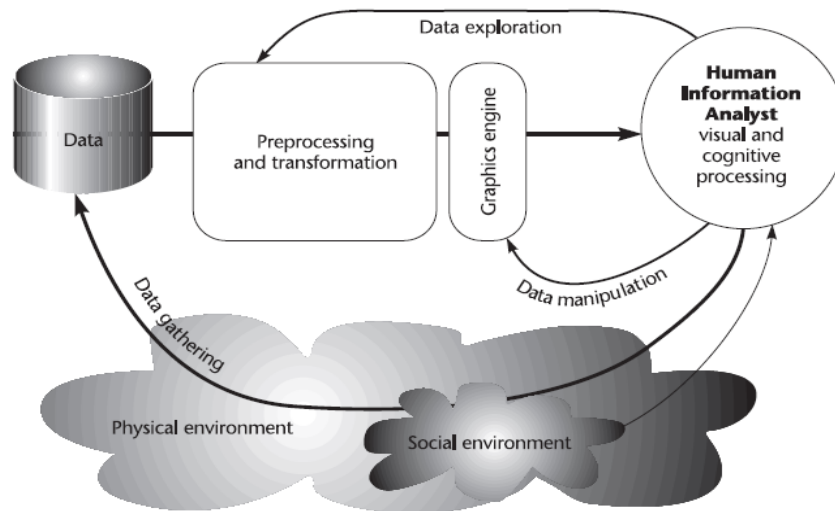 Data exploration
Human
Information
Analyst
visual and
cognitive
processing
Data
Preprocessing
and transformation
Graphics engine
Data manipulation
Data gathering
Physical environment
Social environment